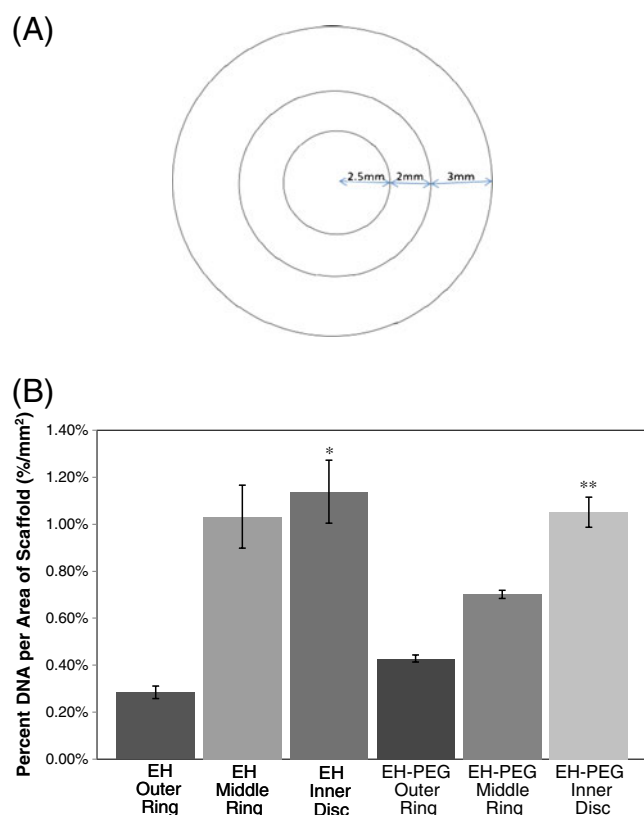 (A)
2.5mm 2mm 3mm
(B)
Percent DNA per Area of Scaffold (%/mm²)
1.40%
1.20%
1.00%
0.80%
0.60%
0.40%
0.20%
0.00%
*
**
EH Outer Ring
EH Middle Ring
EH Inner Disc
EH-PEG Outer Ring
EH-PEG Middle Ring
EH-PEG Inner Disc